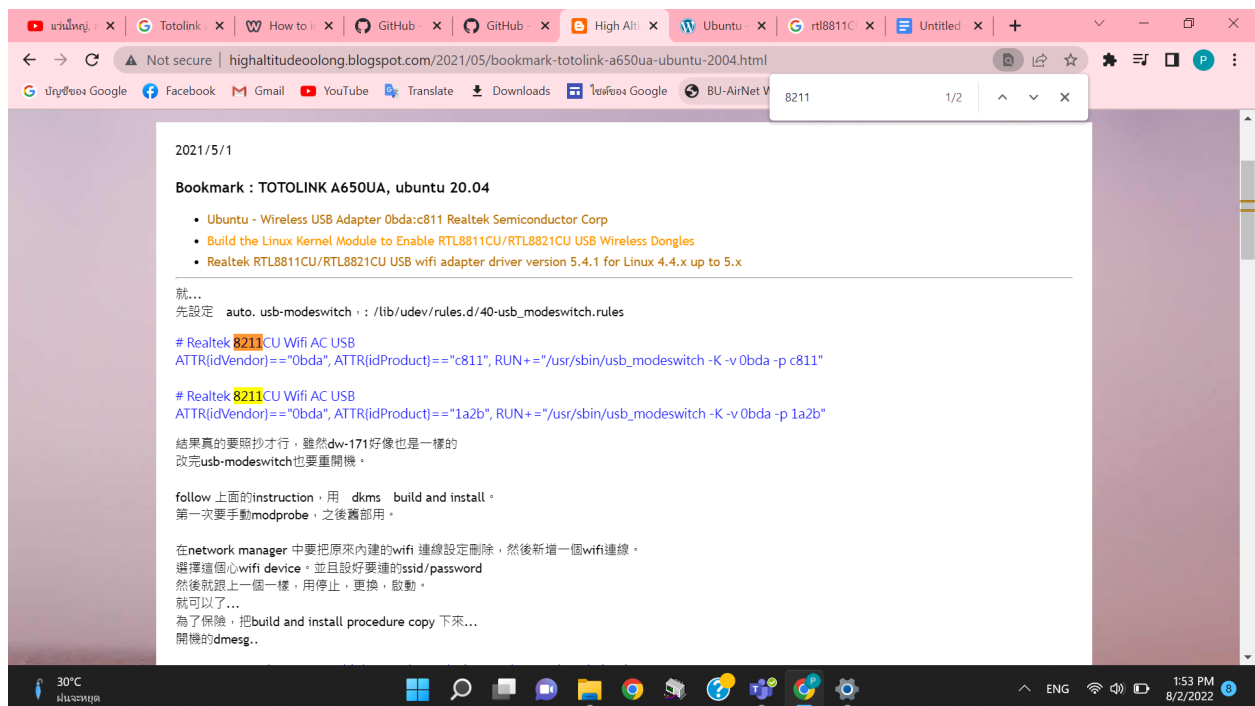 แว่นใหญ่,
Totolink
How to i
GitHub -
GitHub -
High Alti
Ubuntu -
rtl8811C
Untitled
Not secure | highaltitudeoolong.blogspot.com/2021/05/bookmark-totolink-a650ua-ubuntu-2004.html
บัญชีของ Google
Facebook
Gmail
YouTube
Translate
Downloads
ไซต์ของ Google
BU-AirNet
8211 1/2
2021/5/1
Bookmark : TOTOLINK A650UA, ubuntu 20.04
• Ubuntu - Wireless USB Adapter 0bda:c811 Realtek Semiconductor Corp
• Build the Linux Kernel Module to Enable RTL8811CU/RTL8821CU USB Wireless Dongles
• Realtek RTL8811CU/RTL8821CU USB wifi adapter driver version 5.4.1 for Linux 4.4.x up to 5.x
就...
先設定 auto. usb-modeswitch，: /lib/udev/rules.d/40-usb_modeswitch.rules
# Realtek 8211CU Wifi AC USB
ATTR{idVendor}=="0bda", ATTR{idProduct}=="c811", RUN+="/usr/sbin/usb_modeswitch -K -v 0bda -p c811"
# Realtek 8211CU Wifi AC USB
ATTR{idVendor}=="0bda", ATTR{idProduct}=="1a2b", RUN+="/usr/sbin/usb_modeswitch -K -v 0bda -p 1a2b"
結果真的要照抄才行，雖然dw-171好像也是一樣的
改完usb-modeswitch也要重開機。
follow 上面的instruction，用 dkms build and install。
第一次要手動modprobe，之後舊部用。
在network manager 中要把原來內建的wifi 連線設定刪除，然後新增一個wifi連線。
選擇這個心wifi device。並且設好要連的ssid/password
然後就跟上一個一樣，用停止，更換，啟動。
就可以了...
為了保險，把build and install procedure copy 下來...
開機的dmesg..
30°C
ฝนจะหยุด
ENG
1:53 PM
8/2/2022
8